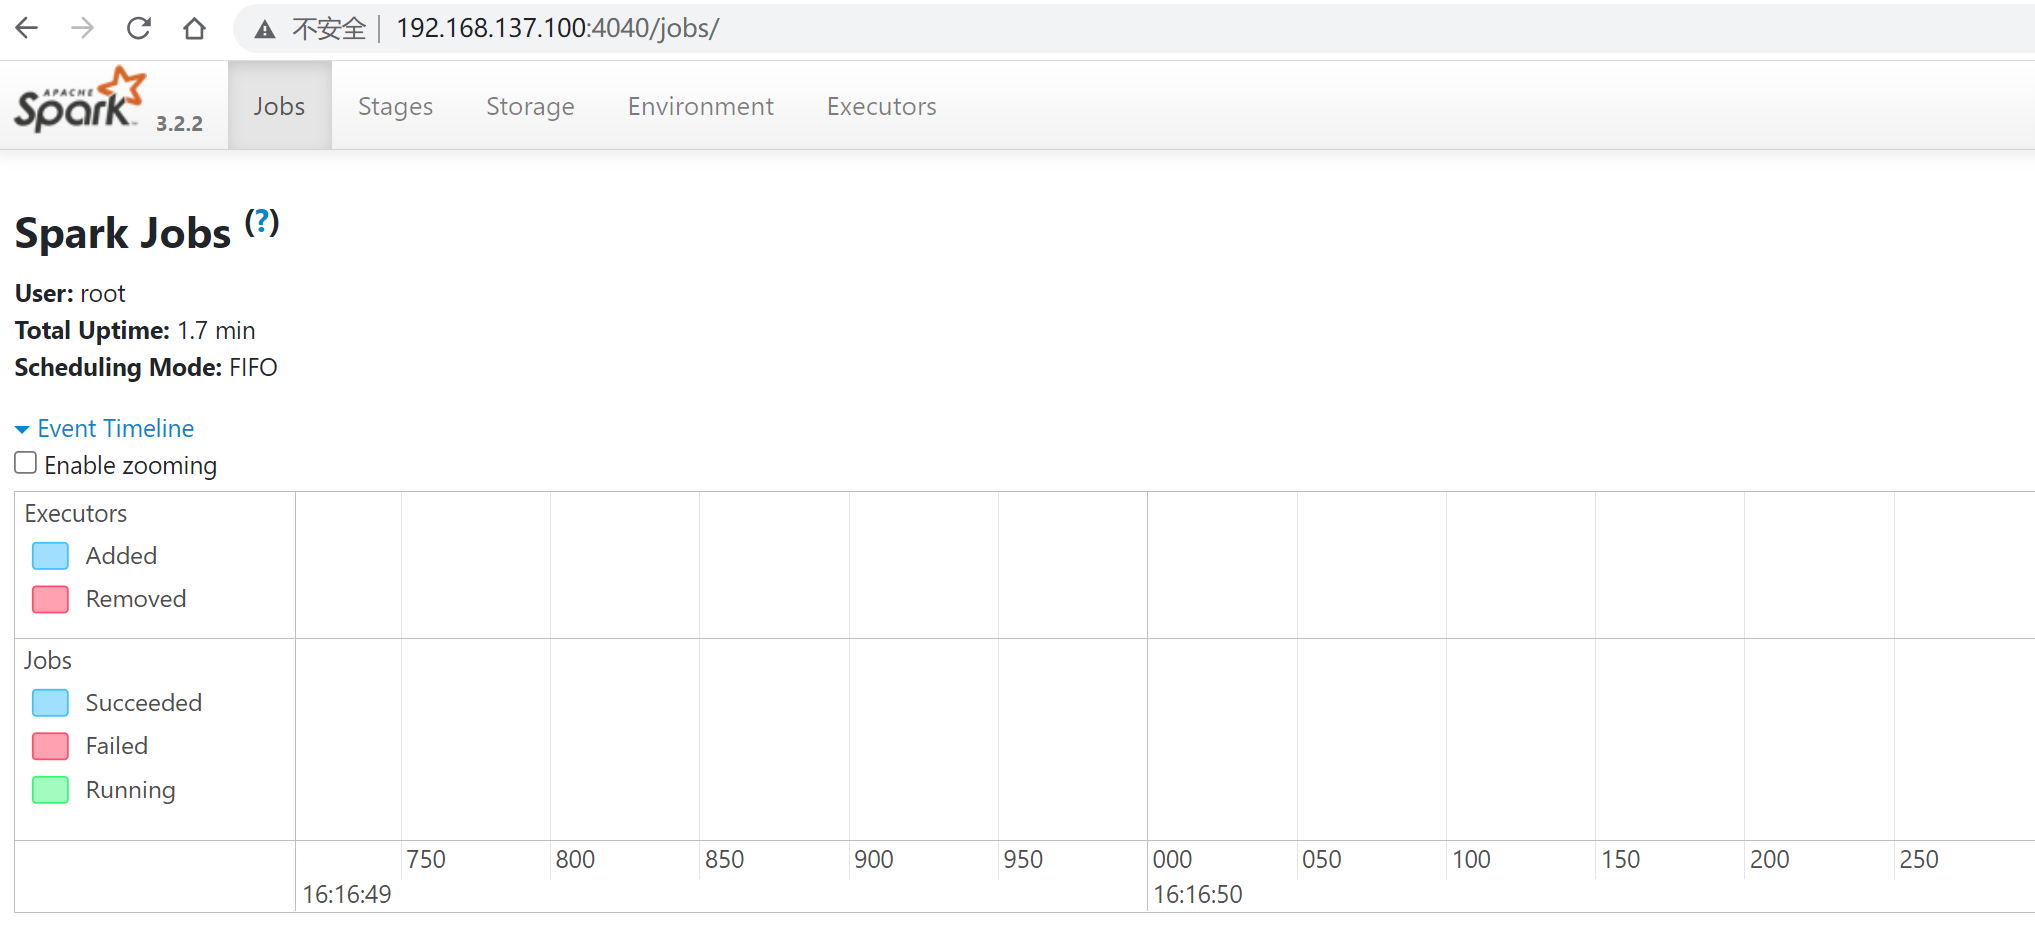 不安全 | 192.168.137.100:4040/jobs/
APACHE Spark™ 3.2.2 Jobs Stages Storage Environment Executors
Spark Jobs (?)
User: root
Total Uptime: 1.7 min
Scheduling Mode: FIFO
Event Timeline
Enable zooming
Executors
Added
Removed
Jobs
Succeeded
Failed
Running
750 800 850 900 950 000 050 100 150 200 250
16:16:49 16:16:50